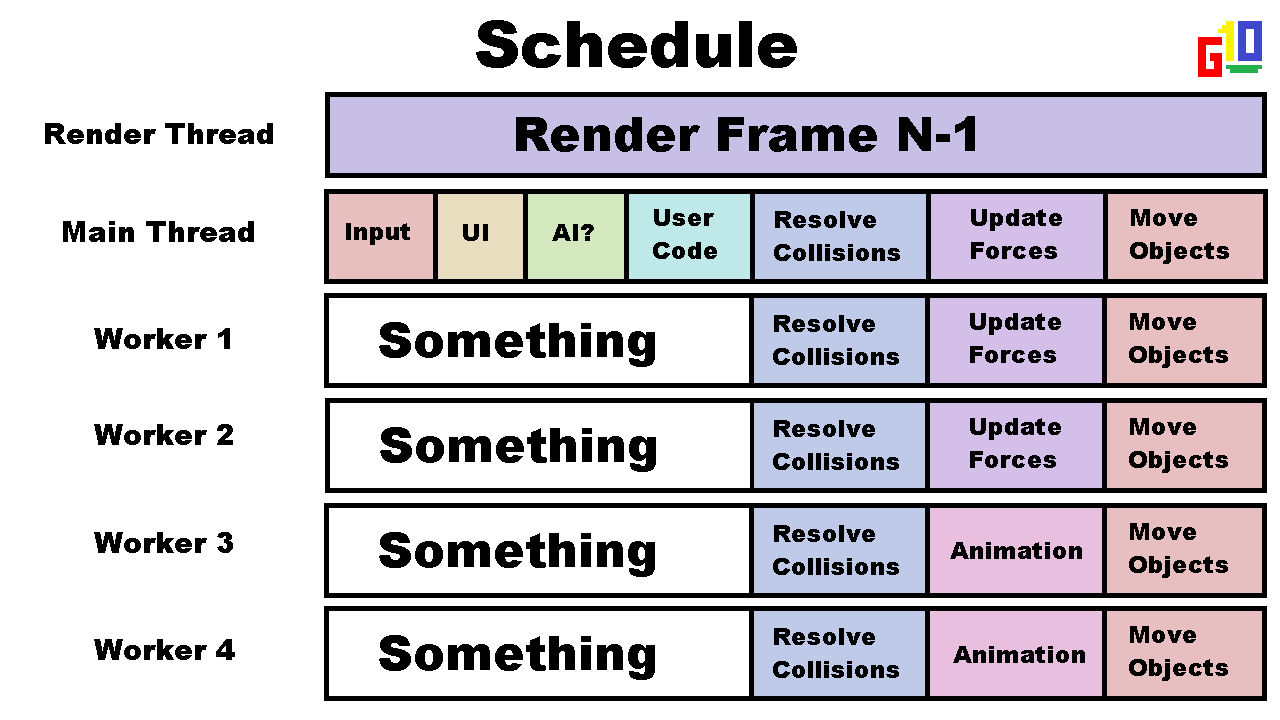 Schedule
G10
Render Thread
Render Frame N-1
Main Thread
Input
UI
AI?
User
Code
Resolve
Collisions
Update
Forces
Move
Objects
Worker 1
Something
Resolve
Collisions
Update
Forces
Move
Objects
Worker 2
Something
Resolve
Collisions
Update
Forces
Move
Objects
Worker 3
Something
Resolve
Collisions
Animation
Move
Objects
Worker 4
Something
Resolve
Collisions
Animation
Move
Objects